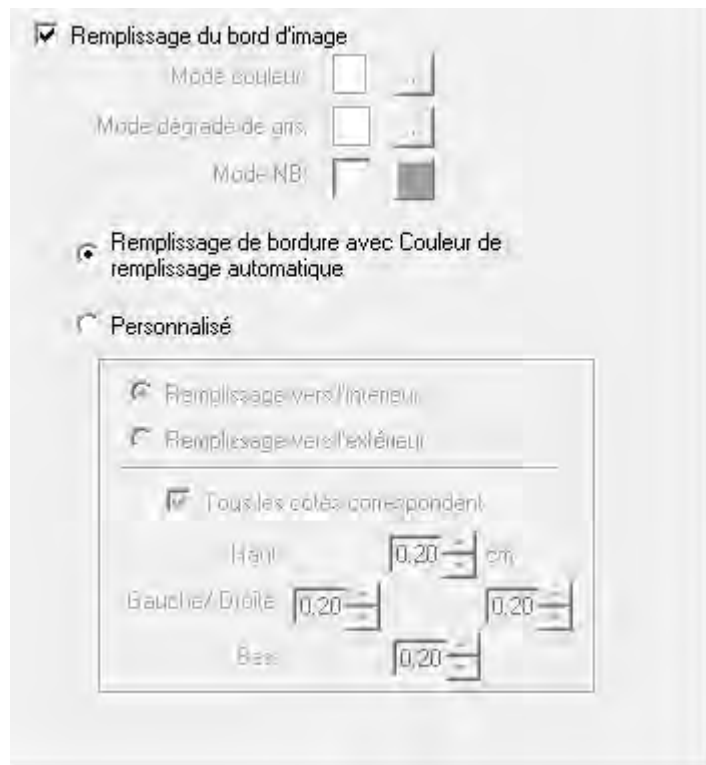 Remplissage du bord d'image
Mode couleur: ...
Mode dégradé de gris: ...
Mode NB:
Remplissage de bordure avec Couleur de
remplissage automatique
Personnalisé
Remplissage vers l'intérieur
Remplissage vers l'extérieur
Tous les côtés correspondent
Haut: 0,20 cm
Gauche/ Droite: 0,20 0,20
Bas: 0,20